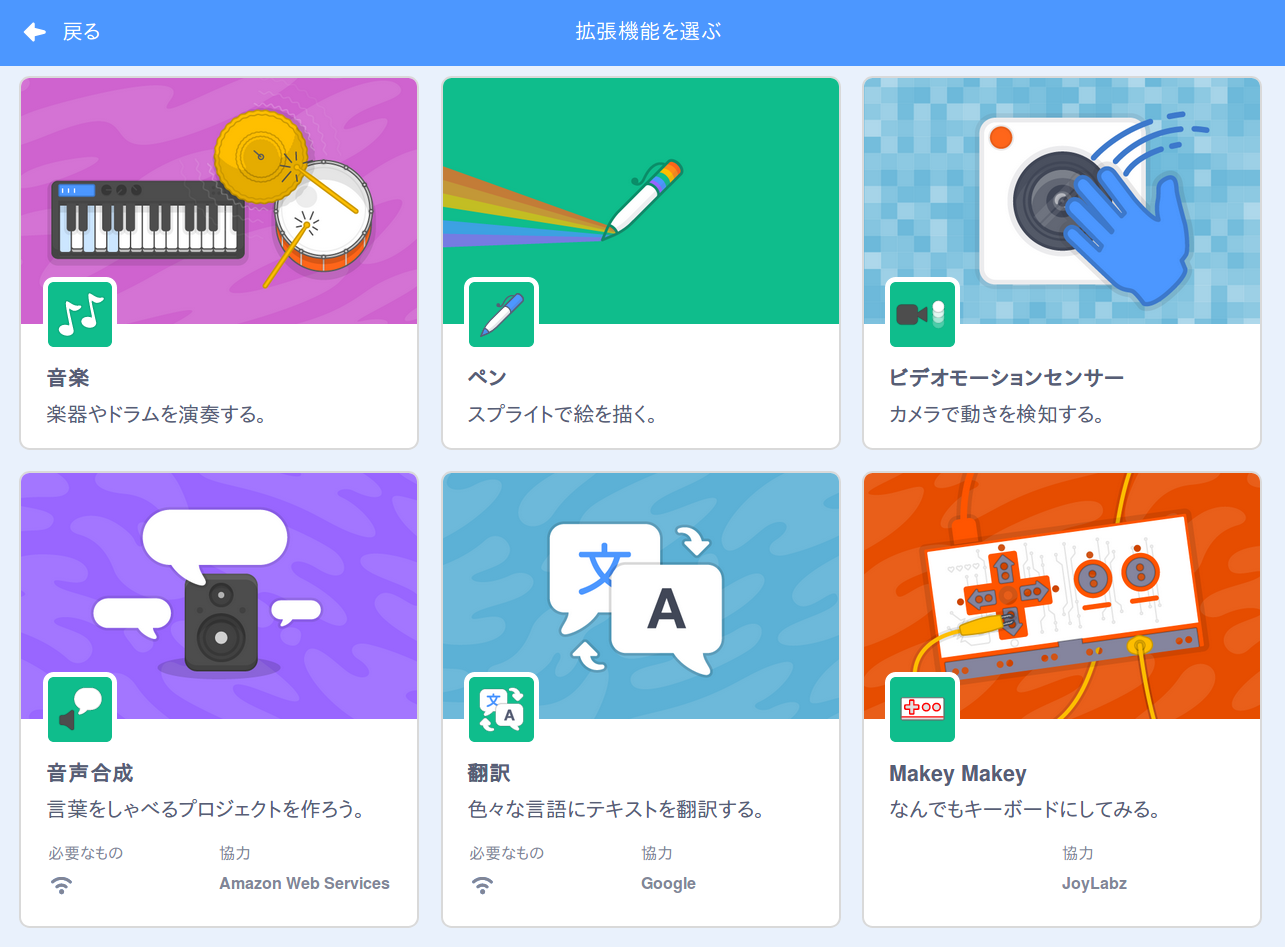 戻る
拡張機能を選ぶ
音楽
楽器やドラムを演奏する。
ペン
スプライトで絵を描く。
ビデオモーションセンサー
カメラで動きを検知する。
文
A
音声合成
言葉をしゃべるプロジェクトを作ろう。
必要なもの
協力
Amazon Web Services
文
A
翻訳
色々な言語にテキストを翻訳する。
必要なもの
協力
Google
Makey Makey
なんでもキーボードにしてみる。
協力
JoyLabz